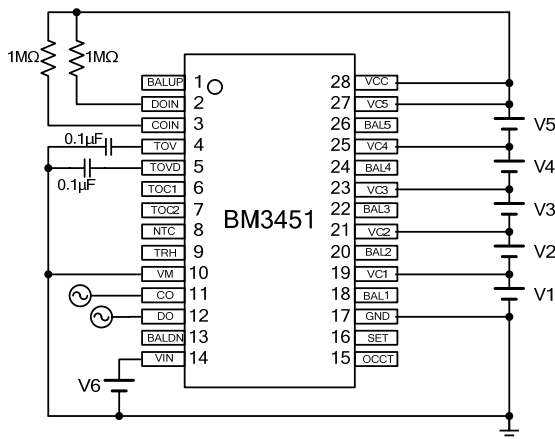 1MΩ 1MΩ
0.1μF
0.1μF
BALUP 1
DOIN 2
COIN 3
TOV 4
TOVD 5
TOC1 6
TOC2 7
NTC 8
TRH 9
VM 10
CO 11
DO 12
BALDN 13
VIN 14
V6
BM3451
28 VCC
27 VC5
26 BAL5
25 VC4
24 BAL4
23 VC3
22 BAL3
21 VC2
20 BAL2
19 VC1
18 BAL1
17 GND
16 SET
15 OCCT
V5
V4
V3
V2
V1